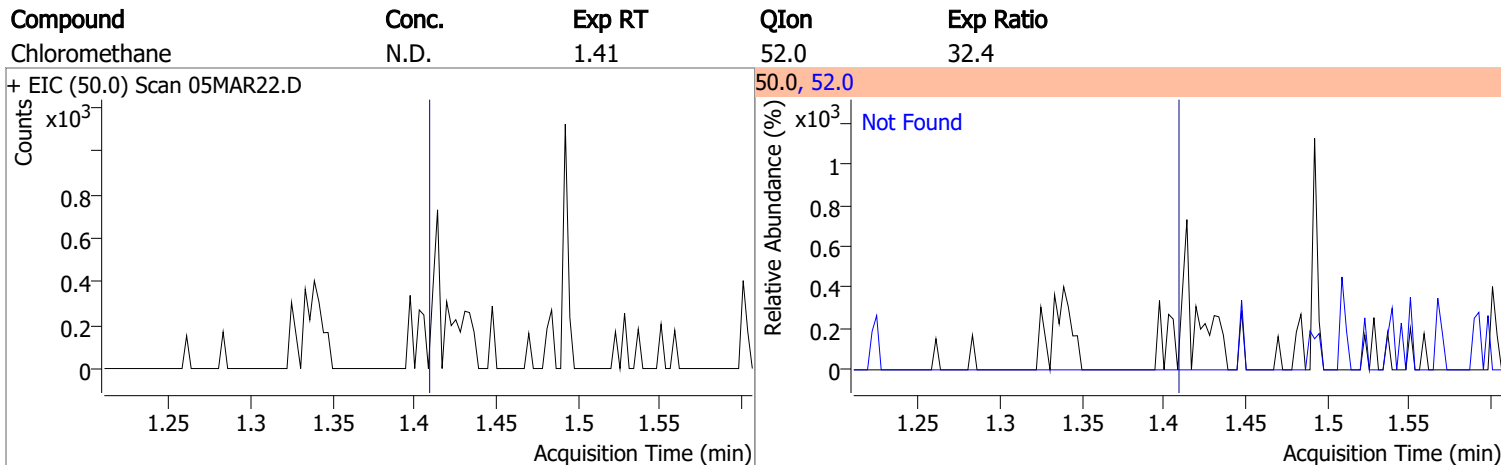 Compound Conc. Exp RT QIon Exp Ratio
Chloromethane N.D. 1.41 52.0 32.4
+ EIC (50.0) Scan 05MAR22.D
Counts
x10³
0.8
0.6
0.4
0.2
0
1.25 1.3 1.35 1.4 1.45 1.5 1.55
Acquisition Time (min)
50.0, 52.0
Relative Abundance (%)
x10³
Not Found
1
0.8
0.6
0.4
0.2
0
1.25 1.3 1.35 1.4 1.45 1.5 1.55
Acquisition Time (min)